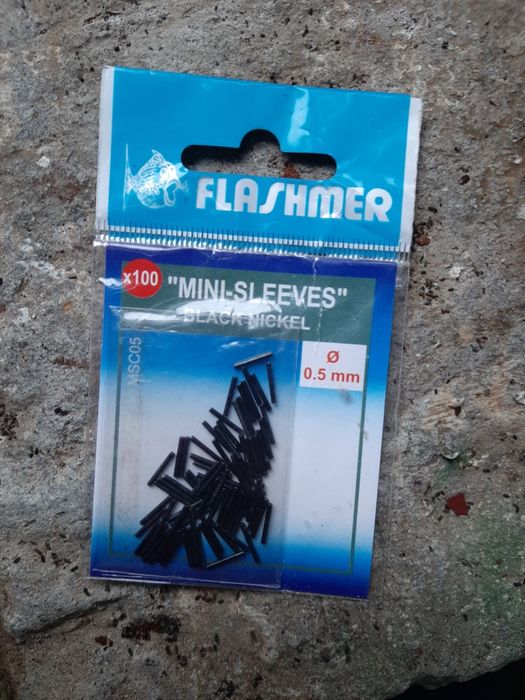 FLASHMER
x100
"MINI-SLEEVES"
BLACK NICKEL
MSC05
Ø
0.5 mm